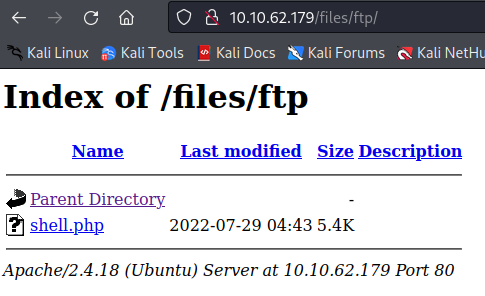 10.10.62.179/files/ftp/
Kali Linux Kali Tools Kali Docs Kali Forums Kali NetHu
Index of /files/ftp
Name Last modified Size Description
Parent Directory -
shell.php 2022-07-29 04:43 5.4K
Apache/2.4.18 (Ubuntu) Server at 10.10.62.179 Port 80